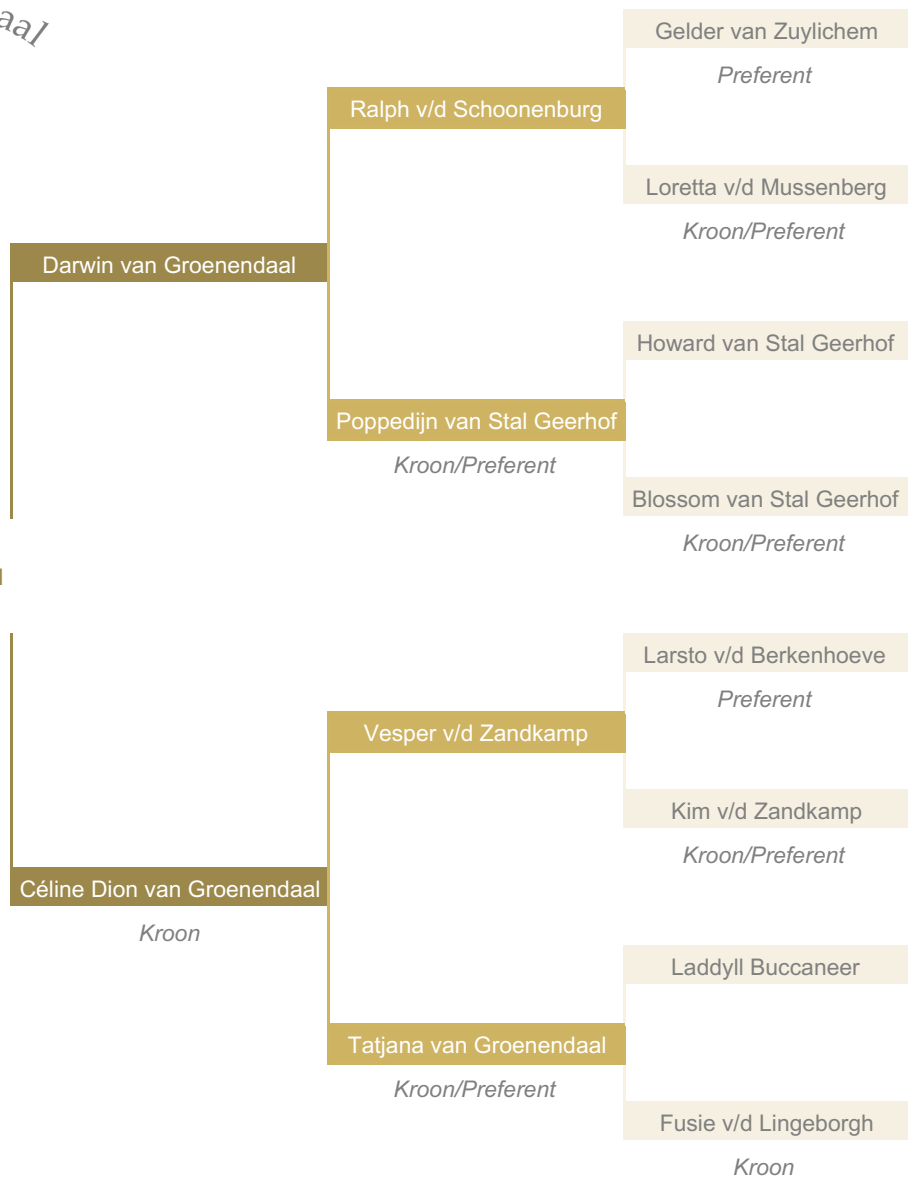 aal
Gelder van Zuylichem
Preferent
Ralph v/d Schoonenburg
Loretta v/d Mussenberg
Kroon/Preferent
Darwin van Groenendaal
Howard van Stal Geerhof
Poppedijn van Stal Geerhof
Kroon/Preferent
Blossom van Stal Geerhof
Kroon/Preferent
Larsto v/d Berkenhoeve
Preferent
Vesper v/d Zandkamp
Kim v/d Zandkamp
Kroon/Preferent
Céline Dion van Groenendaal
Kroon
Laddyll Buccaneer
Tatjana van Groenendaal
Kroon/Preferent
Fusie v/d Lingeborgh
Kroon